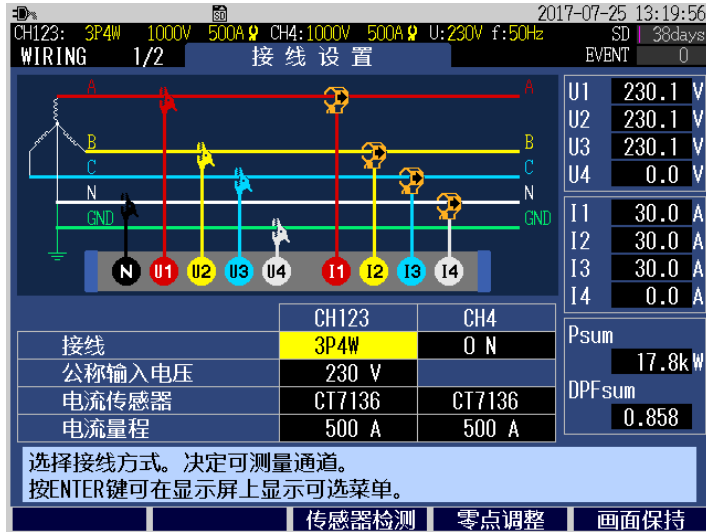 SD 2017-07-25 13:19:56
CH123: 3P4W 1000V 500A CH4:1000V 500A U:230V f:50Hz SD 38days
WIRING 1/2 接线设置 EVENT 0
A A
B B
C C
N N
GND GND
N U1 U2 U3 U4 I1 I2 I3 I4
U1 230.1 V
U2 230.1 V
U3 230.1 V
U4 0.0 V
I1 30.0 A
I2 30.0 A
I3 30.0 A
I4 0.0 A
Psum
17.8kW
DPFsum
0.858
CH123 CH4
接线 3P4W ON
公称输入电压 230 V
电流传感器 CT7136 CT7136
电流量程 500 A 500 A
选择接线方式。决定可测量通道。
按ENTER键可在显示屏上显示可选菜单。
传感器检测 零点调整 画面保持